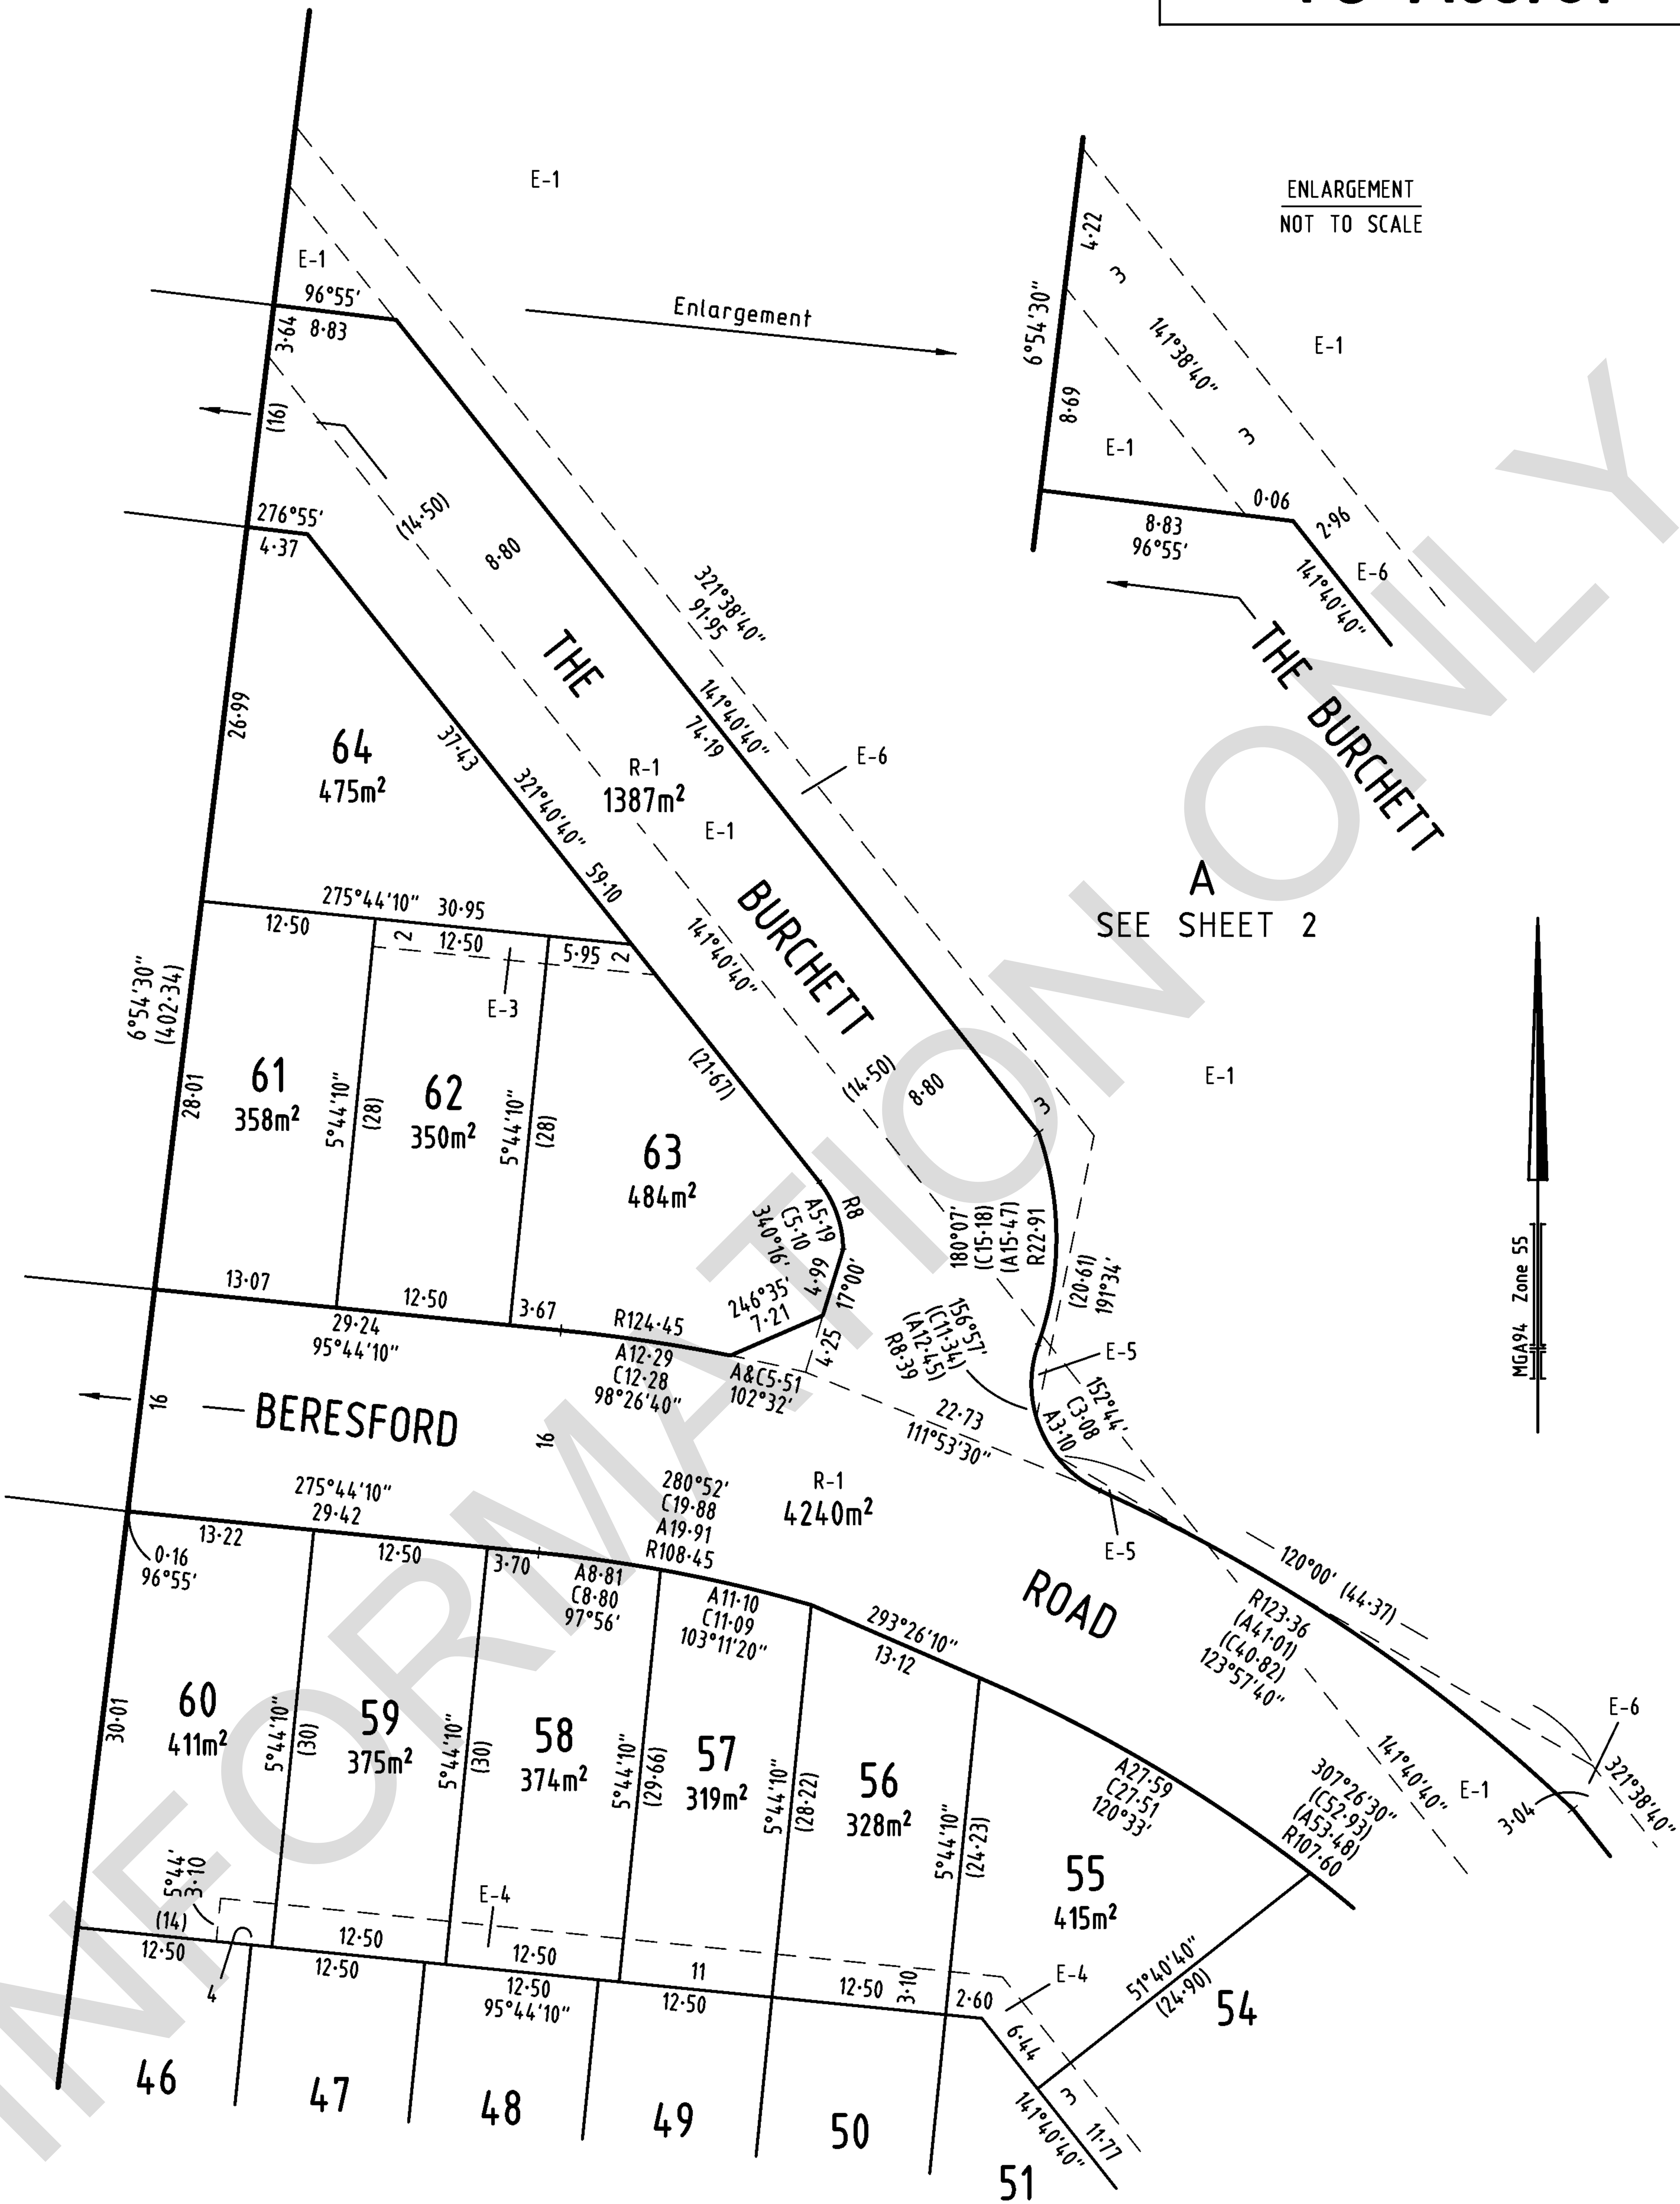 ENLARGEMENT
NOT TO SCALE
E-1
E-1
96°55'
8·83
3·64
(16)
Enlargement
4·22
3
6°54'30"
141°38'40"
E-1
8·69
3
E-1
0·06
2·96
8·83
96°55'
E-6
141°40'40"
THE BURCHETT
276°55'
4·37
(14·50)
8·80
321°38'40"
91·95
THE
BURCHETT
141°40'40"
74·19
E-6
26·99
64
475m²
37·43
321°40'40"
59·10
R-1
1387m²
E-1
A
SEE SHEET 2
275°44'10" 30·95
12·50
2
12·50
5·95
2
E-3
141°40'40"
6°54'30"
(402·34)
28·01
61
358m²
5°44'10"
(28)
62
350m²
5°44'10"
(28)
63
484m²
(21·67)
(14·50)
8·80
3
E-1
R8
A5·19
C5·10
340°16'
4·99
17°00'
246°35'
7·21
4·25
180°07'
(C15·18)
(A15·47)
R22·91
(20·61)
191°34'
MGA94 Zone 55
13·07
12·50
3·67
29·24
95°44'10"
R124·45
A12·29
C12·28
98°26'40"
A&C5·51
102°32'
156°57'
(C11·34)
(A12·45)
R8·39
E-5
152°44'
C3·08
A3·10
22·73
111°53'30"
16
BERESFORD
16
275°44'10"
29·42
280°52'
C19·88
A19·91
R108·45
R-1
4240m²
E-5
ROAD
120°00' (44·37)
R123·36
(A41·01)
(C40·82)
123°57'40"
13·22
0·16
96°55'
12·50
3·70
A8·81
C8·80
97°56'
A11·10
C11·09
103°11'20"
293°26'10"
13·12
30·01
60
411m²
5°44'10"
(30)
59
375m²
5°44'10"
(30)
58
374m²
5°44'10"
(29·66)
57
319m²
5°44'10"
(28·22)
56
328m²
5°44'10"
(24·23)
A27·59
C27·51
120°33'
55
415m²
307°26'30"
(C52·93)
(A53·48)
R107·60
141°40'40"
E-1
3·04
E-6
321°38'40"
5°44'
3·10
(14)
4
E-4
12·50
12·50
12·50
12·50
12·50
95°44'10"
11
12·50
12·50
3·10
2·60
E-4
6·44
51°40'40"
(24·90)
54
3
141°40'40"
11·77
46
47
48
49
50
51
INFORMATION ONLY